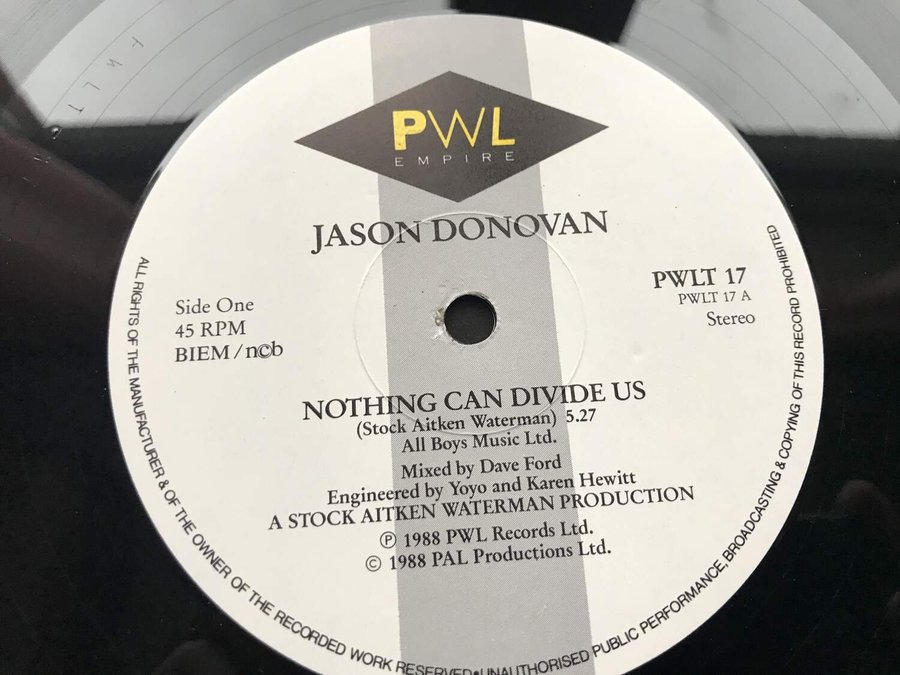 PWL
EMPIRE
JASON DONOVAN
Side One
45 RPM
BIEM/n©b
PWLT 17
PWLT 17 A
Stereo
NOTHING CAN DIVIDE US
(Stock Aitken Waterman) 5.27
All Boys Music Ltd.
Mixed by Dave Ford
Engineered by Yoyo and Karen Hewitt
A STOCK AITKEN WATERMAN PRODUCTION
℗ 1988 PWL Records Ltd.
© 1988 PAL Productions Ltd.
ALL RIGHTS OF THE MANUFACTURER & OF THE OWNER OF THE RECORDED WORK RESERVED•UNAUTHORISED PUBLIC PERFORMANCE, BROADCASTING & COPYING OF THIS RECORD PROHIBITED